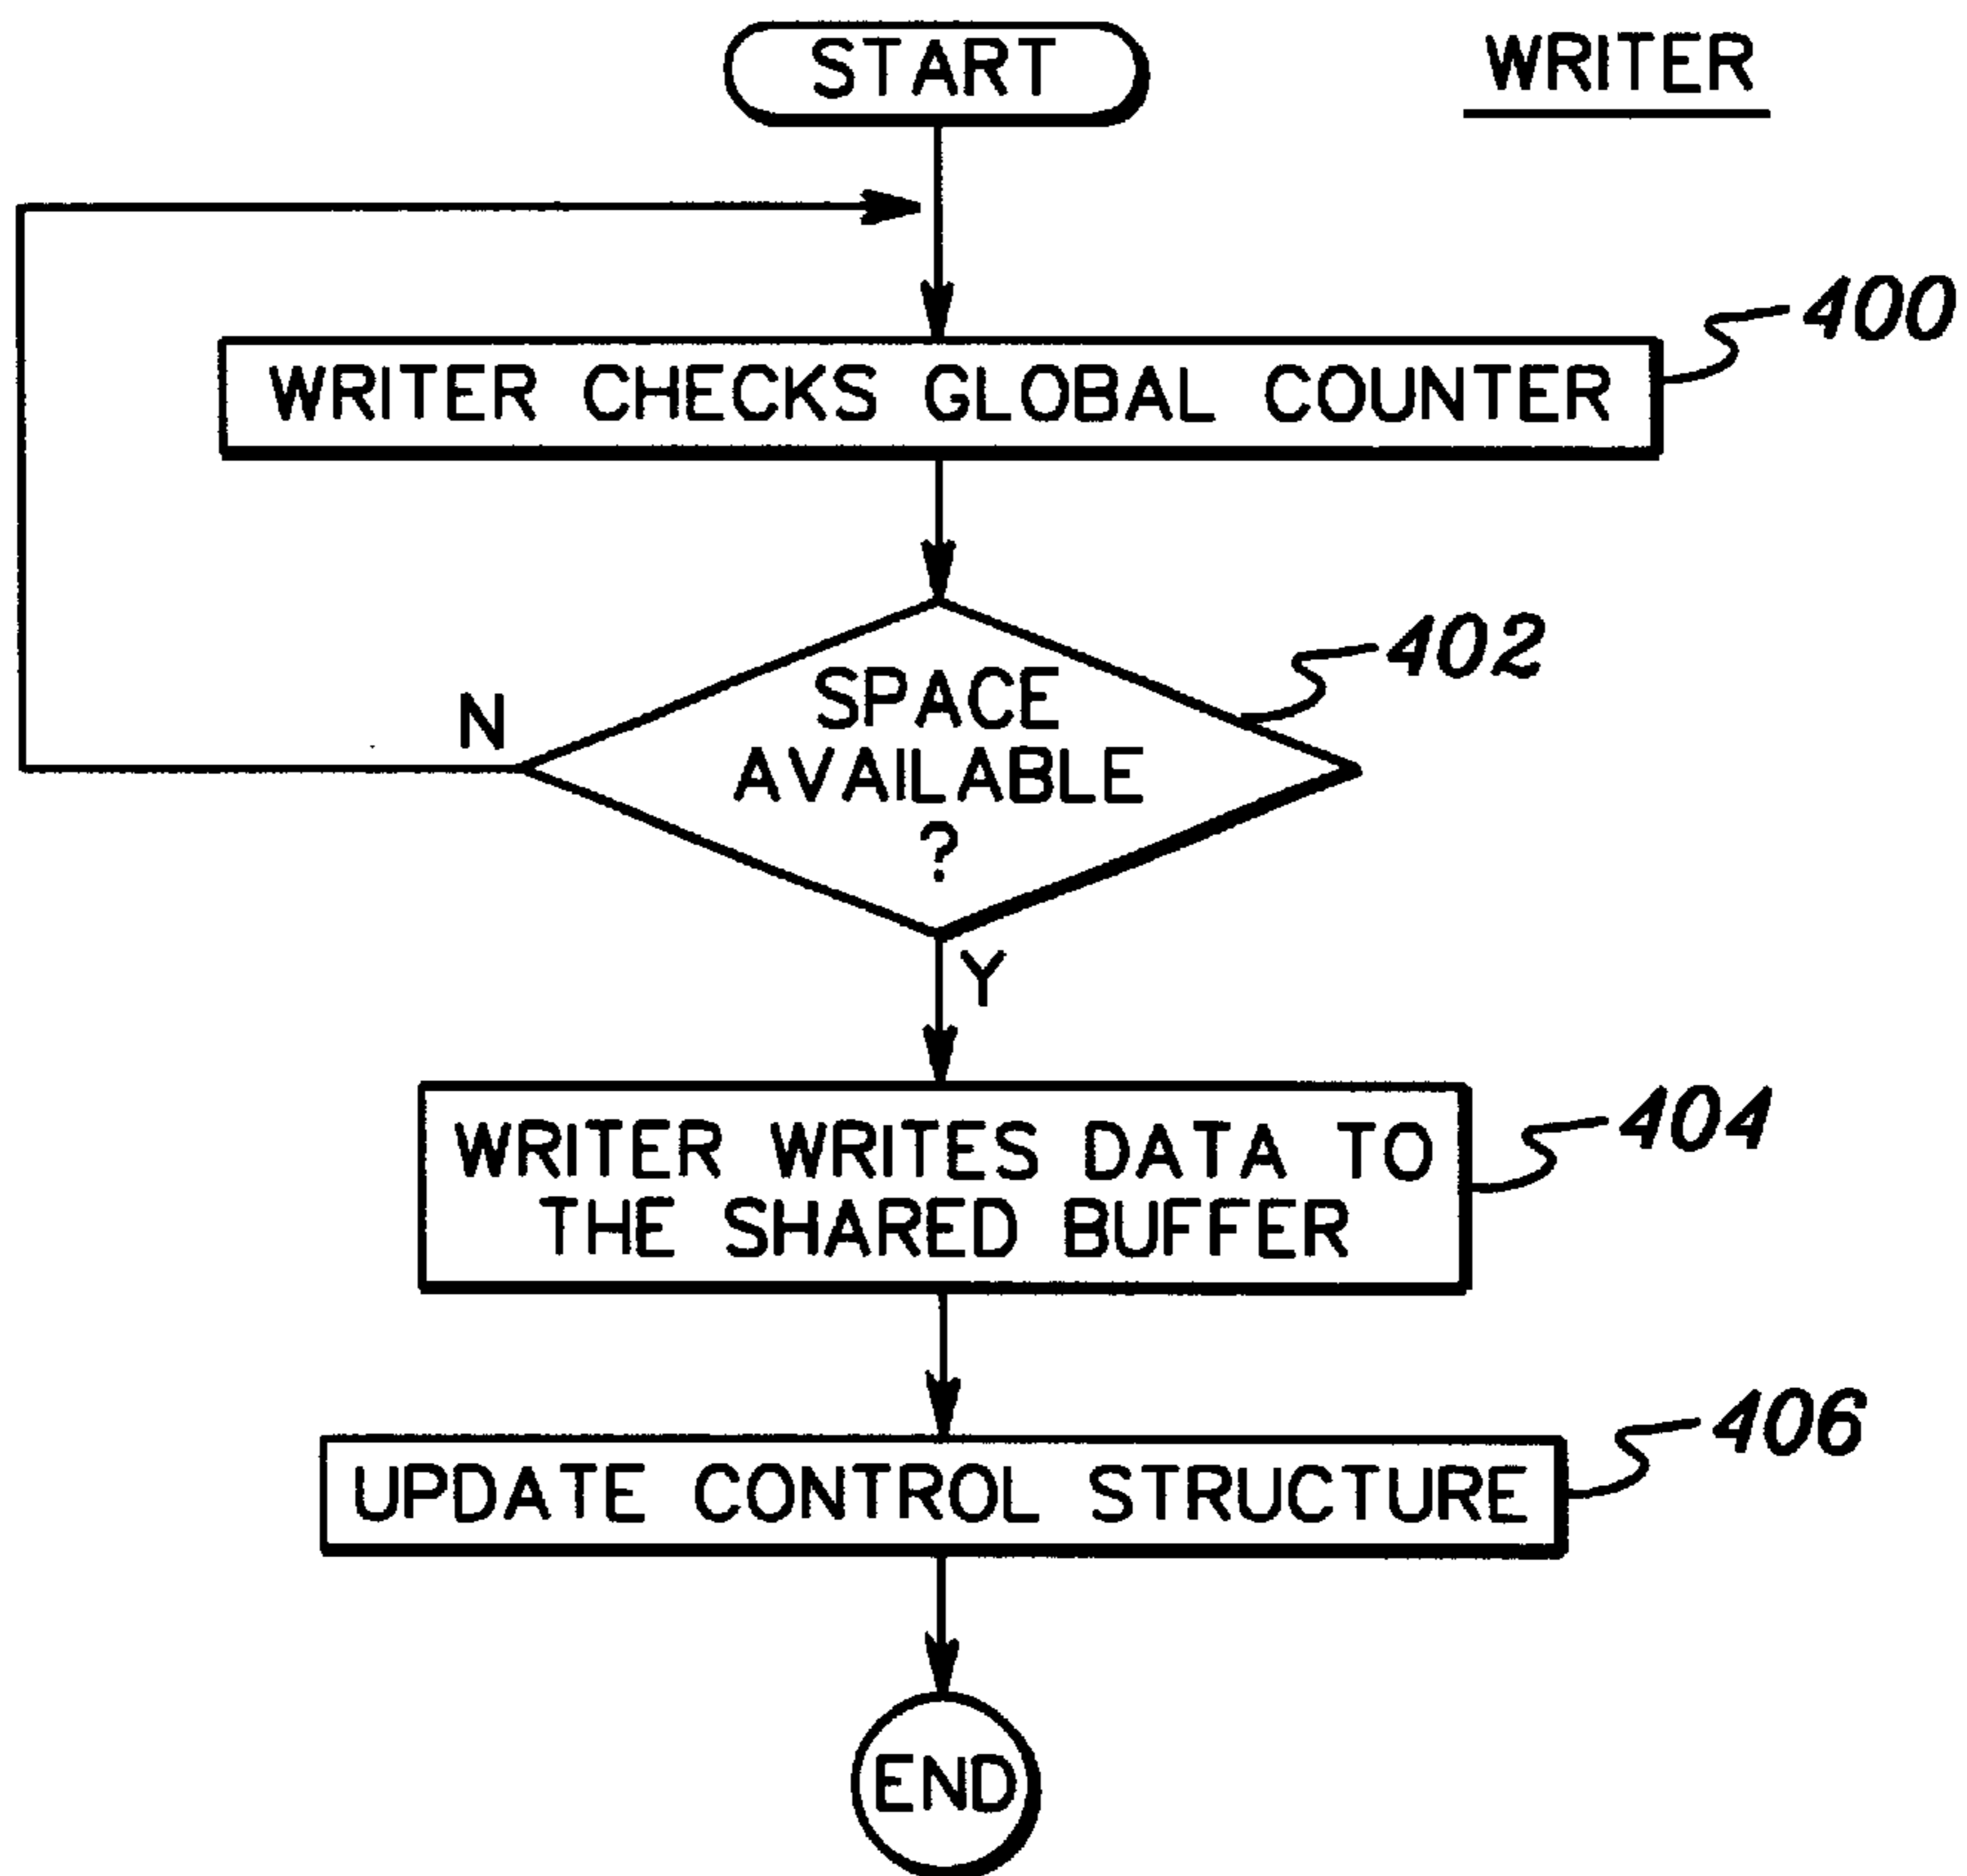 START
WRITER
400
WRITER CHECKS GLOBAL COUNTER
402
SPACE
AVAILABLE
?
N
Y
404
WRITER WRITES DATA TO
THE SHARED BUFFER
406
UPDATE CONTROL STRUCTURE
END